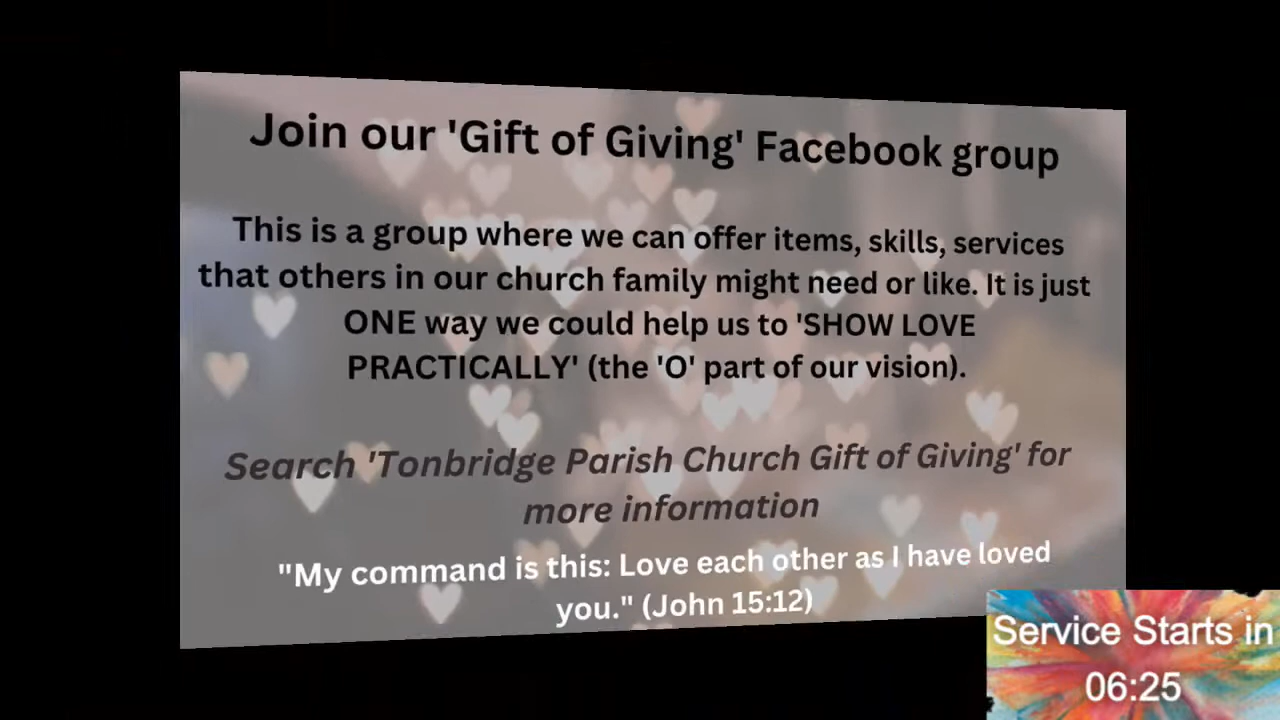 Join our 'Gift of Giving' Facebook group
This is a group where we can offer items, skills, services
that others in our church family might need or like. It is just
ONE way we could help us to 'SHOW LOVE
PRACTICALLY' (the 'O' part of our vision).
Search 'Tonbridge Parish Church Gift of Giving' for
more information
"My command is this: Love each other as I have loved
you." (John 15:12)
Service Starts in
06:25